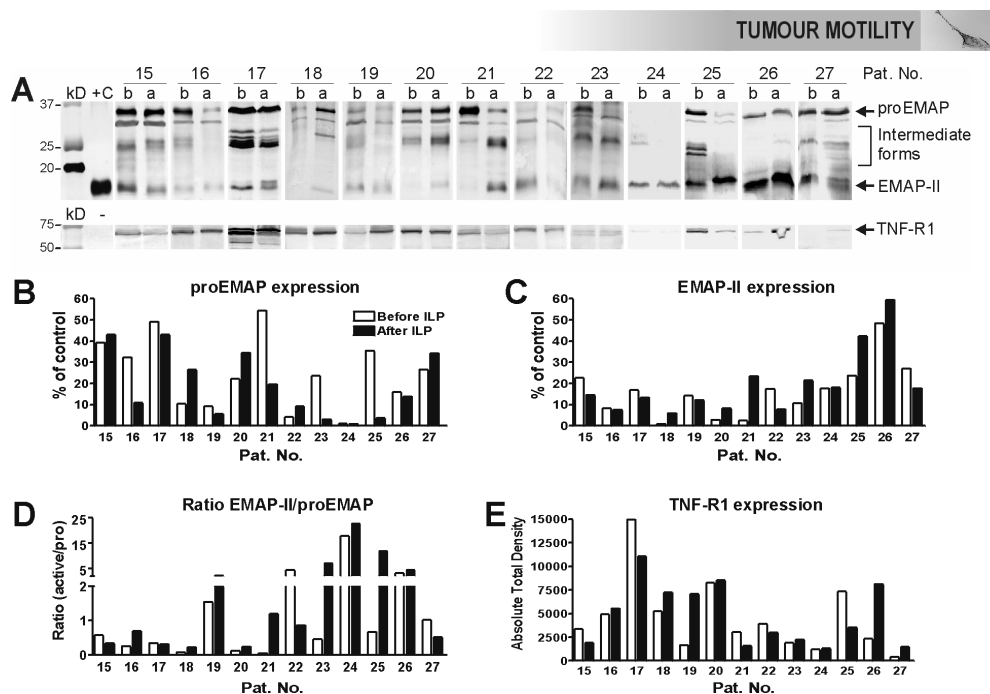 TUMOUR MOTILITY
15 16 17 18 19 20 21 22 23 24 25 26 27 Pat. No.
A kD +C b a b a b a b a b a b a b a b a b a b a b a b a b a
37
proEMAP
Intermediate
forms
25
20
EMAP-II
kD -
75
TNF-R1
50
B proEMAP expression
Before ILP
After ILP
% of control
60
50
40
30
20
10
0
15 16 17 18 19 20 21 22 23 24 25 26 27
Pat. No.
C EMAP-II expression
% of control
60
50
40
30
20
10
0
15 16 17 18 19 20 21 22 23 24 25 26 27
Pat. No.
D Ratio EMAP-II/proEMAP
Ratio (active/pro)
25
15
5
2
1
0
15 16 17 18 19 20 21 22 23 24 25 26 27
Pat. No.
E TNF-R1 expression
Absolute Total Density
15000
12500
10000
7500
5000
2500
0
15 16 17 18 19 20 21 22 23 24 25 26 27
Pat. No.